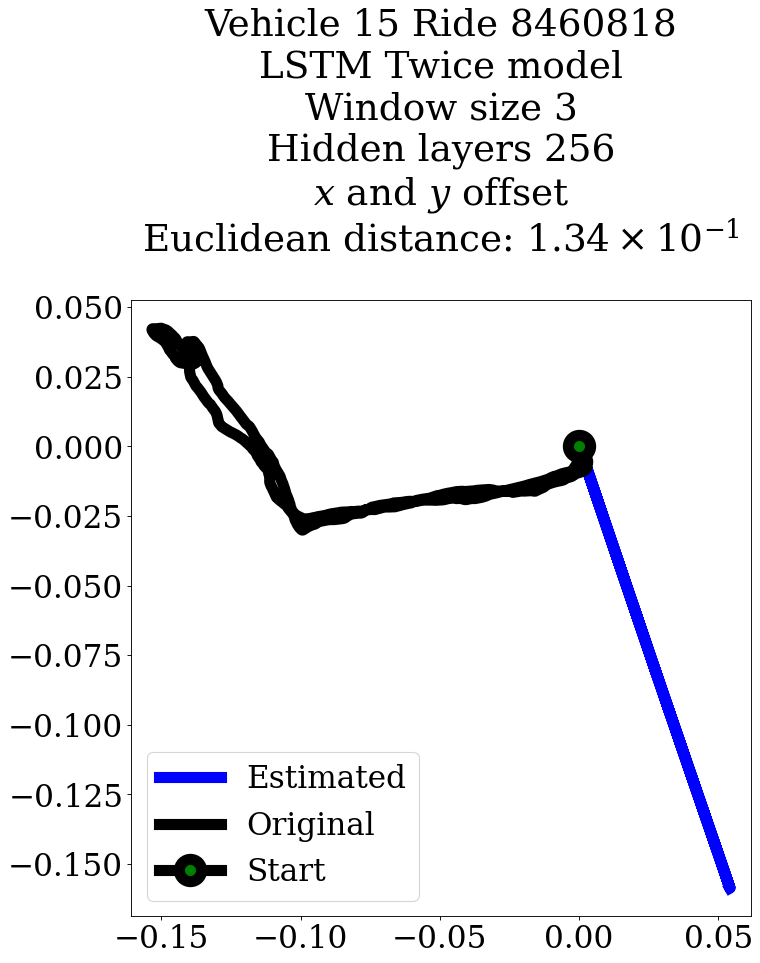 Vehicle 15 Ride 8460818
LSTM Twice model
Window size 3
Hidden layers 256
x and y offset
Euclidean distance: 1.34 × 10⁻¹
0.050
0.025
0.000
−0.025
−0.050
−0.075
−0.100
−0.125
−0.150
Estimated
Original
Start
−0.15 −0.10 −0.05 0.00 0.05